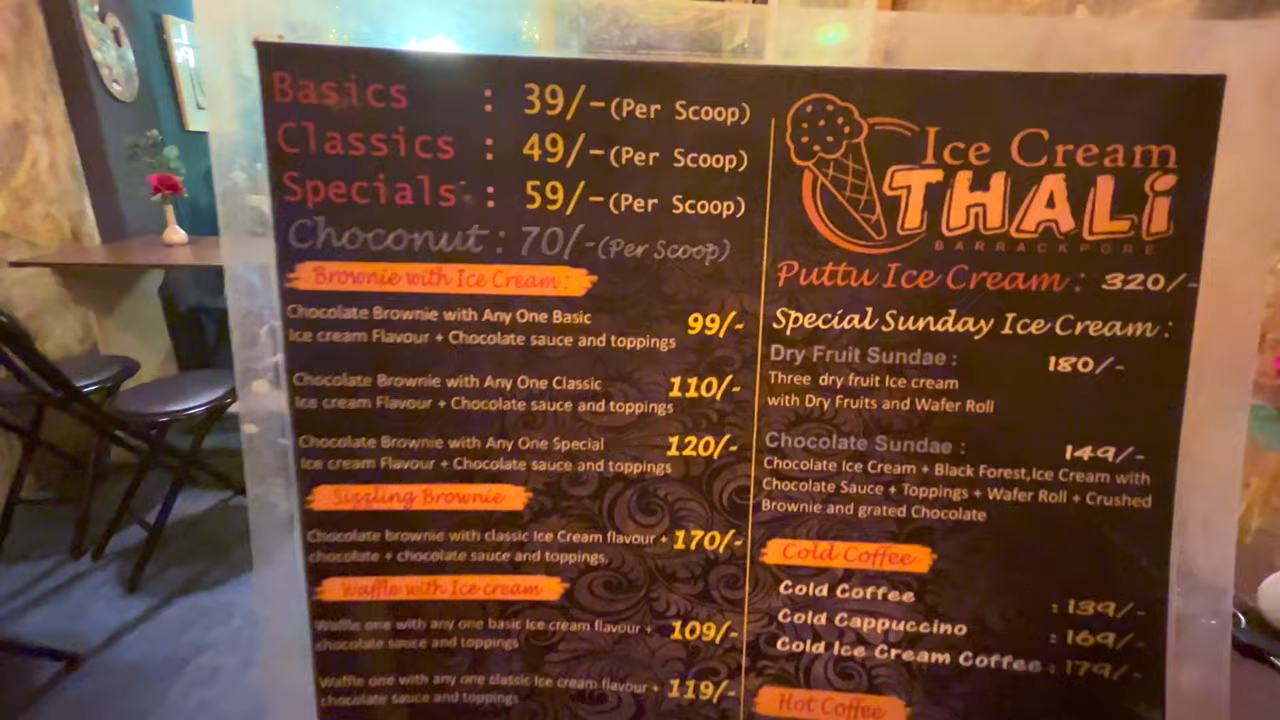 Basics : 39/-(Per Scoop)
Classics : 49/-(Per Scoop)
Specials : 59/-(Per Scoop)
Choconut : 70/-(Per Scoop)
Brownie with Ice Cream :
Chocolate Brownie with Any One Basic
Ice cream Flavour + Chocolate sauce and toppings 99/-
Chocolate Brownie with Any One Classic
Ice cream Flavour + Chocolate sauce and toppings 110/-
Chocolate Brownie with Any One Special
Ice cream Flavour + Chocolate sauce and toppings 120/-
Sizzling Brownie
Chocolate brownie with classic Ice Cream flavour + 170/-
chocolate + chocolate sauce and toppings.
Waffle with Ice cream
Waffle one with any one basic Ice cream flavour + 109/-
chocolate sauce and toppings
Waffle one with any one classic Ice cream flavour + 119/-
chocolate sauce and toppings
Ice Cream
THALi
BARRACKPORE
Puttu Ice Cream : 320/-
Special Sunday Ice Cream :
Dry Fruit Sundae : 180/-
Three dry fruit Ice cream
with Dry Fruits and Wafer Roll
Chocolate Sundae : 149/-
Chocolate Ice Cream + Black Forest,Ice Cream with
Chocolate Sauce + Toppings + Wafer Roll + Crushed
Brownie and grated Chocolate
Cold Coffee
Cold Coffee : 139/-
Cold Cappuccino : 169/-
Cold Ice Cream Coffee : 179/-
Hot Coffee